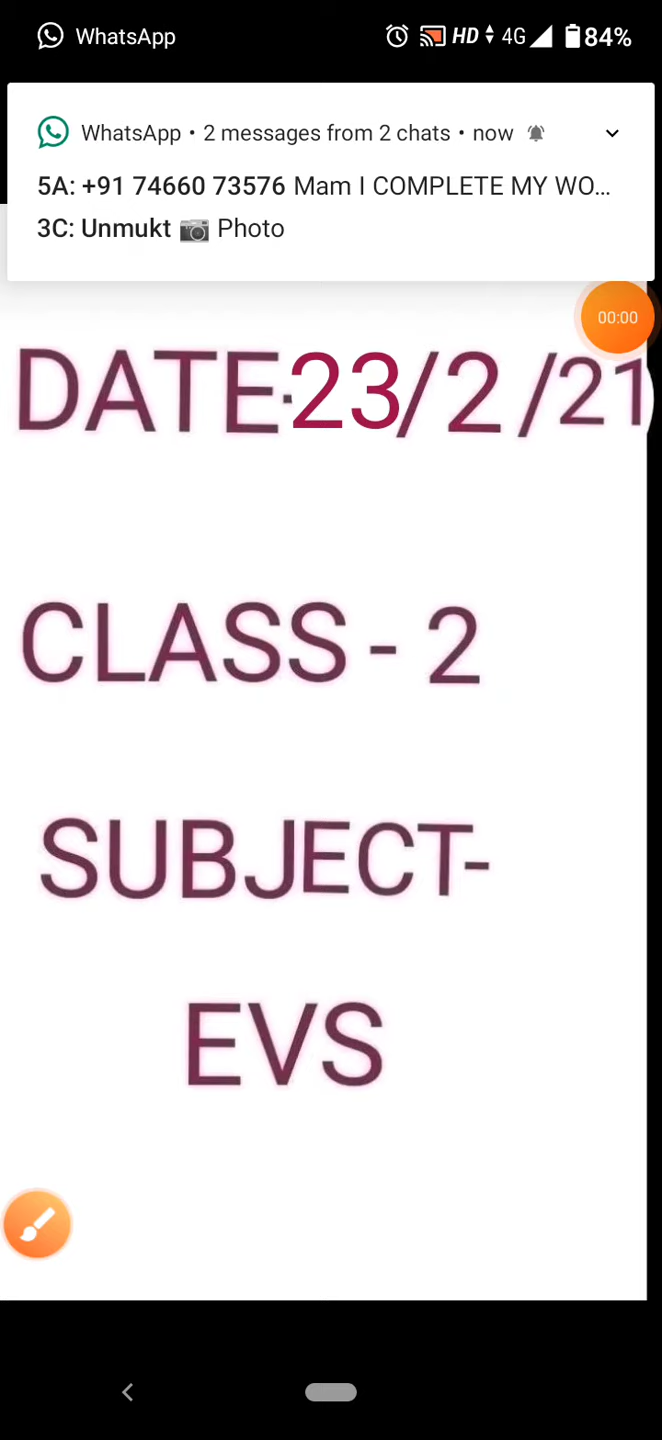 WhatsApp HD 4G 84%
WhatsApp • 2 messages from 2 chats • now
5A: +91 74660 73576 Mam I COMPLETE MY WO...
3C: Unmukt 📷 Photo
00:00
DATE·23/2/21
CLASS - 2
SUBJECT-
EVS